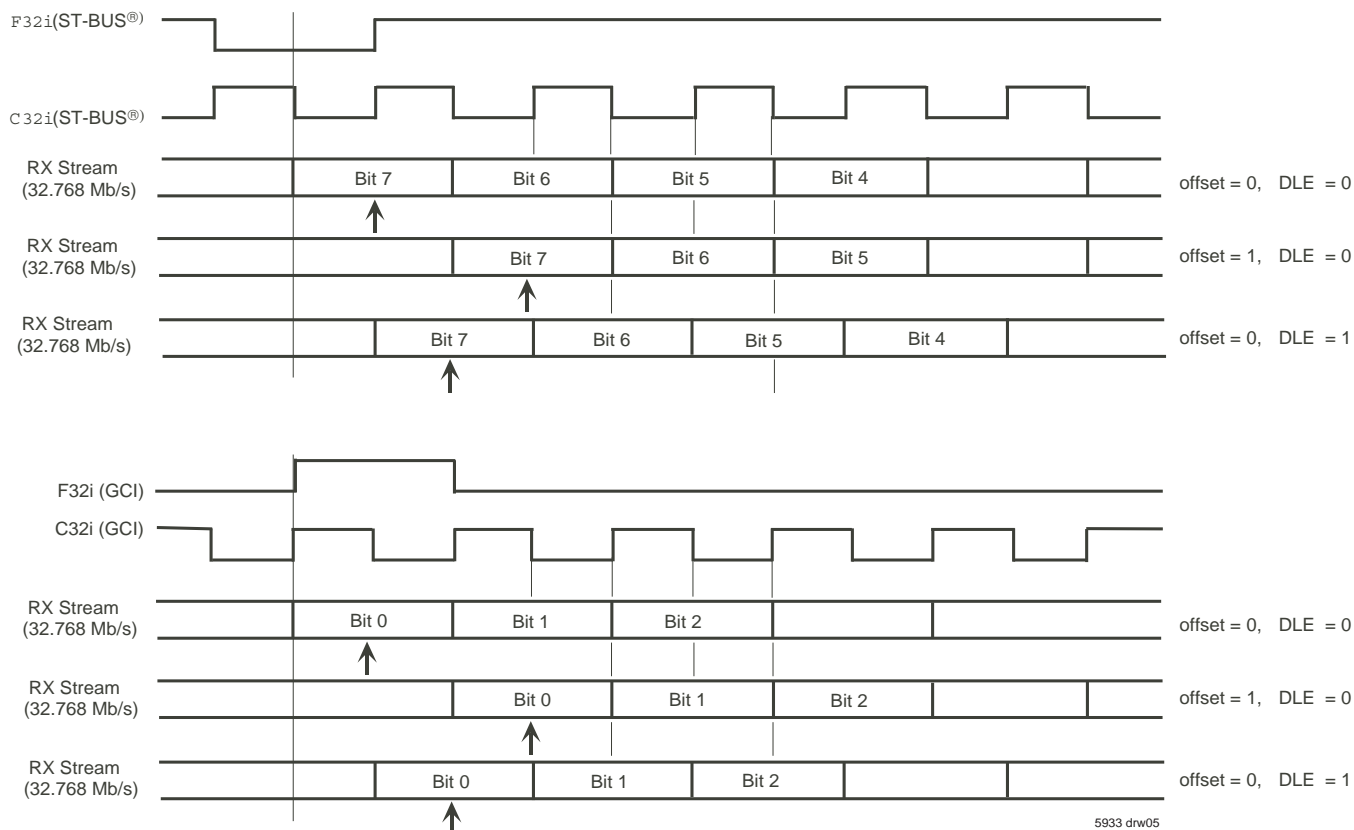 F32i(ST-BUS®)
C32i(ST-BUS®)
RX Stream
(32.768 Mb/s)
Bit 7 Bit 6 Bit 5 Bit 4
offset = 0, DLE = 0
RX Stream
(32.768 Mb/s)
Bit 7 Bit 6 Bit 5
offset = 1, DLE = 0
RX Stream
(32.768 Mb/s)
Bit 7 Bit 6 Bit 5 Bit 4
offset = 0, DLE = 1
F32i (GCI)
C32i (GCI)
RX Stream
(32.768 Mb/s)
Bit 0 Bit 1 Bit 2
offset = 0, DLE = 0
RX Stream
(32.768 Mb/s)
Bit 0 Bit 1 Bit 2
offset = 1, DLE = 0
RX Stream
(32.768 Mb/s)
Bit 0 Bit 1 Bit 2
offset = 0, DLE = 1
5933 drw05